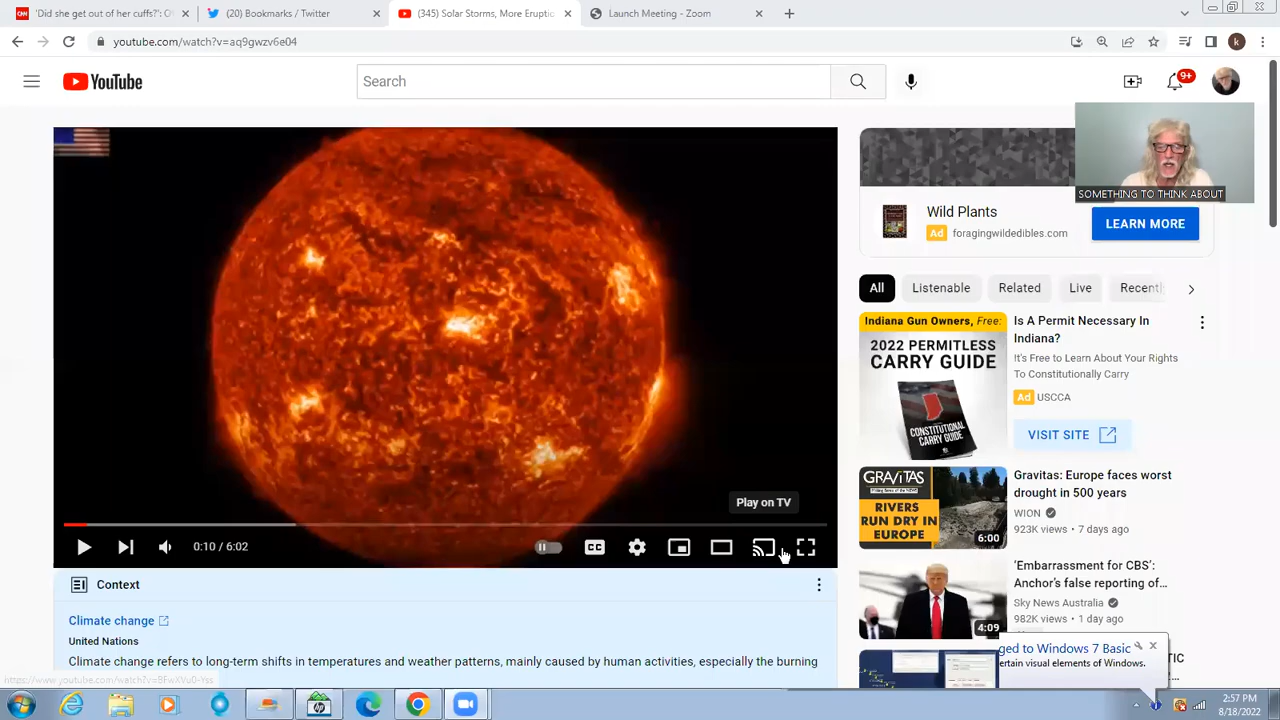 CNN
'Did she get out of her cuffs?': O
(20) Bookmarks / Twitter
(345) Solar Storms, More Erupti
Launch Meeting - Zoom
youtube.com/watch?v=aq9gwzv6e04
k
YouTube
Search
9+
SOMETHING TO THINK ABOUT
Wild Plants
Ad foragingwildedibles.com
LEARN MORE
All Listenable Related Live Recent
Indiana Gun Owners, Free:
2022 PERMITLESS
CARRY GUIDE
CONSTITUTIONAL
CARRY GUIDE
Is A Permit Necessary In
Indiana?
It's Free to Learn About Your Rights
To Constitutionally Carry
Ad USCCA
VISIT SITE
GRAVITAS
RIVERS
RUN DRY IN
EUROPE
6:00
Gravitas: Europe faces worst
drought in 500 years
WION
923K views • 7 days ago
4:09
'Embarrassment for CBS':
Anchor's false reporting of…
Sky News Australia
982K views • 1 day ago
Play on TV
0:10 /
CC
Context
Climate change
United Nations
Climate change refers to long-term shifts in temperatures and weather patterns, mainly caused by human activities, especially the burning
ged to Windows 7 Basic
ertain visual elements of Windows.
TIC
2:57 PM
8/18/2022